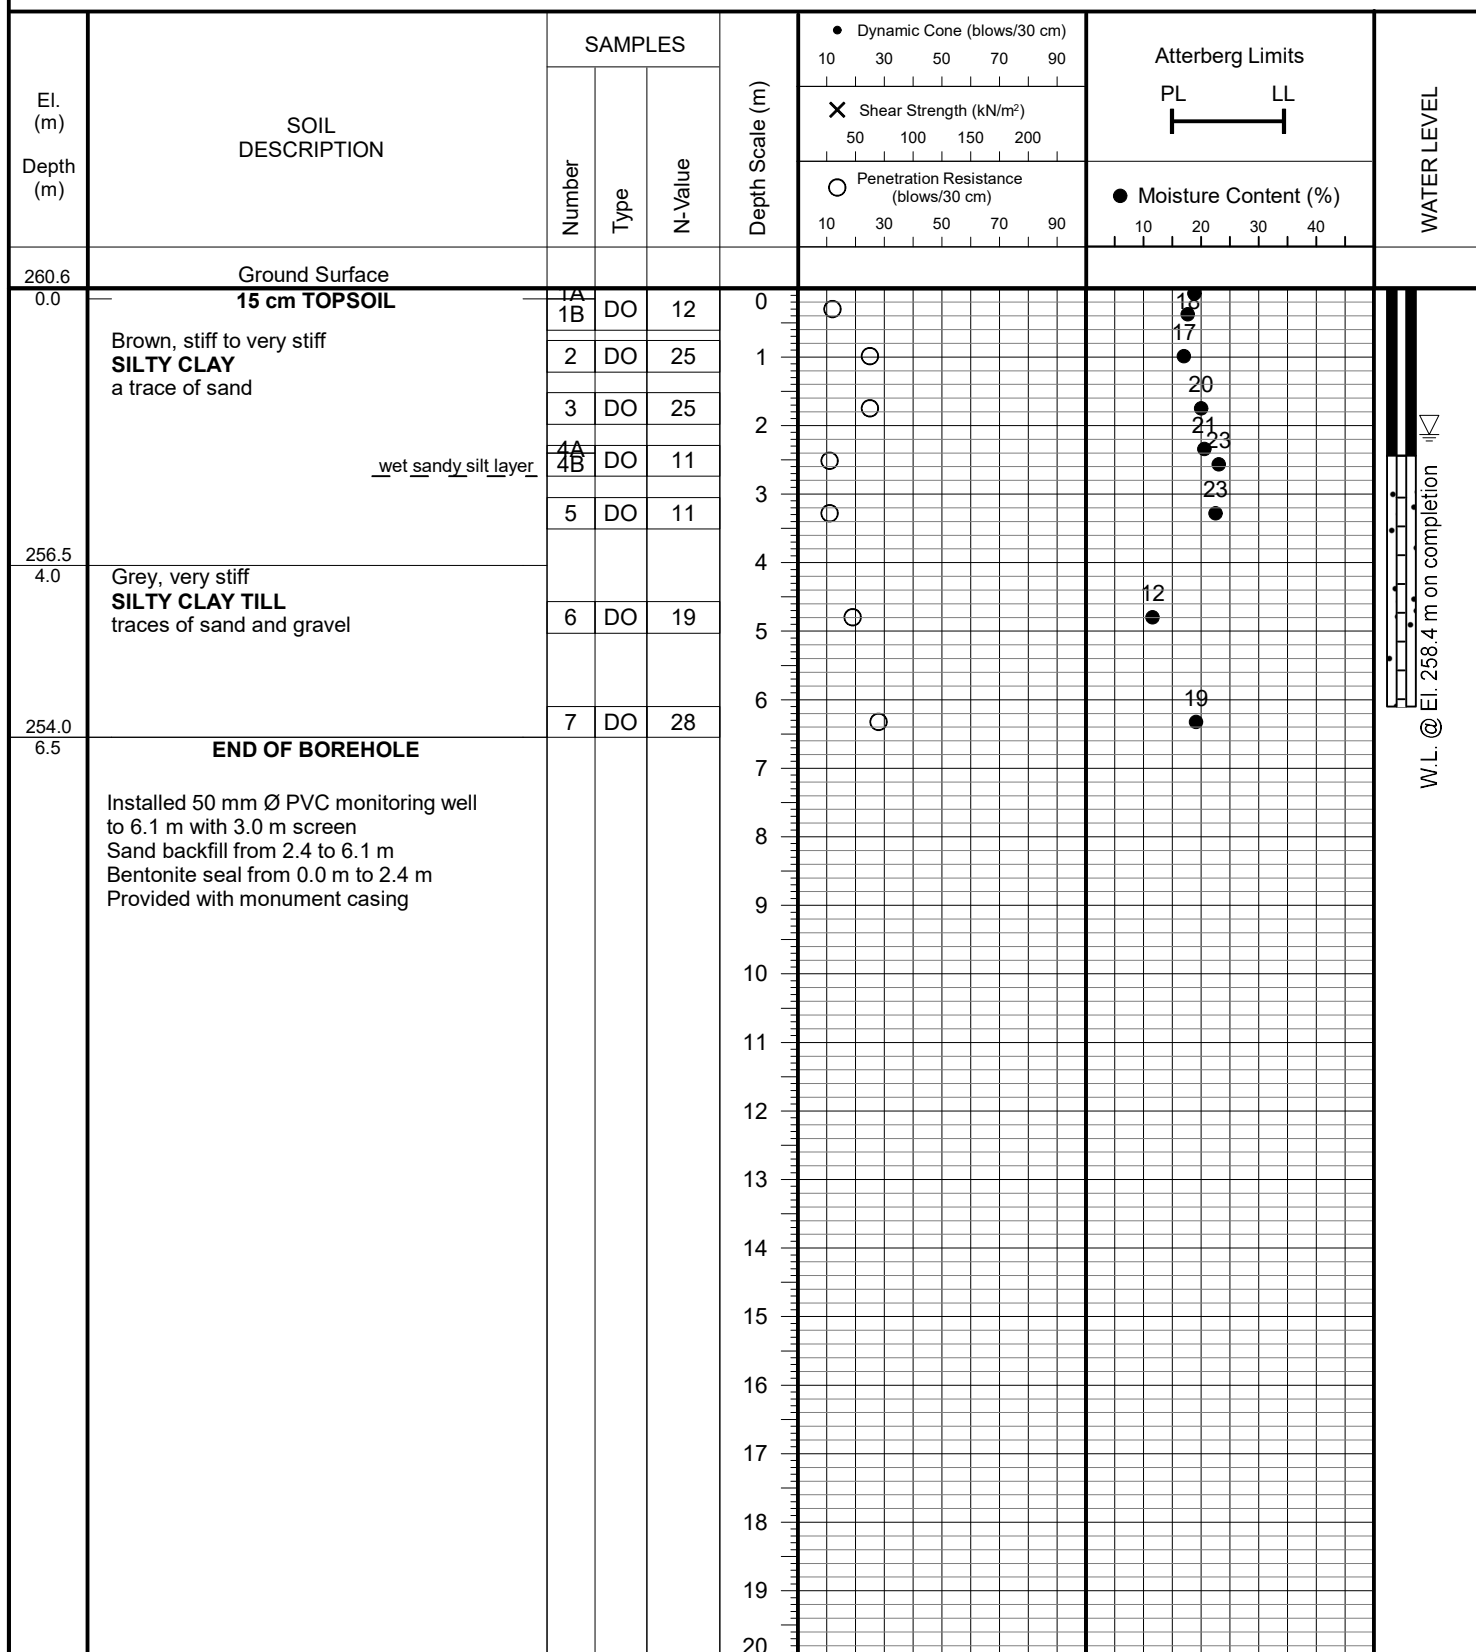 El.
(m)
Depth
(m)
SOIL
DESCRIPTION
SAMPLES
Number
Type
N-Value
Depth Scale (m)
Dynamic Cone (blows/30 cm)
10 30 50 70 90
Shear Strength (kN/m²)
50 100 150 200
Penetration Resistance
(blows/30 cm)
10 30 50 70 90
Atterberg Limits
PL LL
Moisture Content (%)
10 20 30 40
WATER LEVEL
260.6 Ground Surface
0.0 15 cm TOPSOIL
1A
1B DO 12
0
18
17
Brown, stiff to very stiff
SILTY CLAY
a trace of sand
2 DO 25
1
20
3 DO 25
2
21
23
4A
4B DO 11
wet sandy silt layer
3
23
5 DO 11
256.5
4.0
4
Grey, very stiff
SILTY CLAY TILL
traces of sand and gravel
12
6 DO 19
5
6
19
7 DO 28
254.0
6.5
END OF BOREHOLE
W.L. @ El. 258.4 m on completion
7
Installed 50 mm Ø PVC monitoring well
to 6.1 m with 3.0 m screen
Sand backfill from 2.4 to 6.1 m
Bentonite seal from 0.0 m to 2.4 m
Provided with monument casing
8
9
10
11
12
13
14
15
16
17
18
19
20